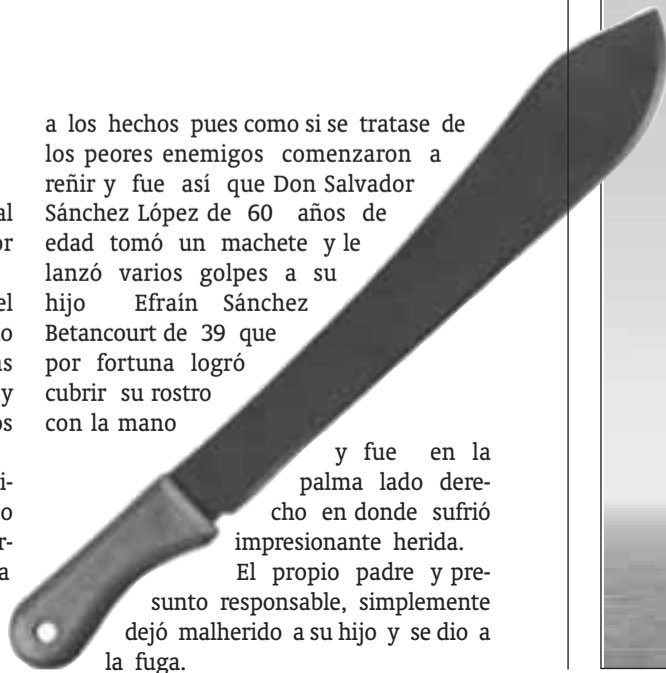 a los hechos pues como si se tratase de
los peores enemigos comenzaron a
reñir y fue así que Don Salvador
Sánchez López de 60 años de
edad tomó un machete y le
lanzó varios golpes a su
hijo Efraín Sánchez
Betancourt de 39 que
por fortuna logró
cubrir su rostro
con la mano
y fue en la
palma lado dere-
cho en donde sufrió
impresionante herida.
El propio padre y pre-
sunto responsable, simplemente
dejó malherido a su hijo y se dio a
la fuga.